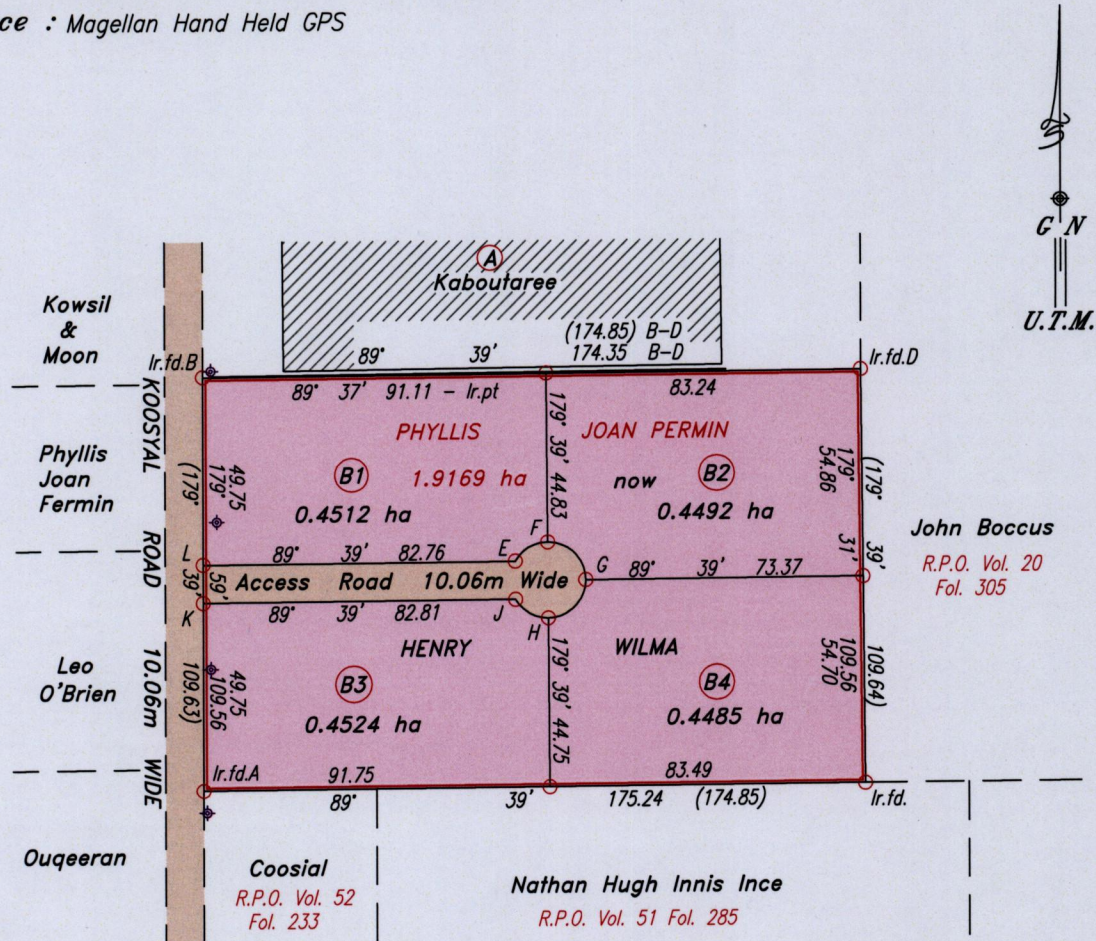 ce : Magellan Hand Held GPS
G N
U.T.M.
A
Kaboutaree
(174.85) B-D
89° 39' 174.35 B-D
Kowsil
&
Moon
Ir.fd.B
Ir.fd.D
89° 37' 91.11 - Ir.pt
83.24
KOOSYAL ROAD 10.06m WIDE
PHYLLIS JOAN PERMIN
Phyllis
Joan
Fermin
(179° 39' 109.63)
49.75
179° 59' 109.56
49.75
B1
1.9169 ha
now
B2
0.4512 ha
0.4492 ha
179° 39' 44.83
54.86
179° 31' 109.56
54.70
(179° 39' 109.64)
John Boccus
R.P.O. Vol. 20
Fol. 305
L
89° 39' 82.76
E
F
G
89° 39' 73.37
Access Road 10.06m Wide
K
89° 39' 82.81
J
H
HENRY WILMA
179° 39' 44.75
Leo
O'Brien
B3
0.4524 ha
B4
0.4485 ha
Ir.fd.A
91.75
83.49
89° 39' 175.24 (174.85)
Ir.fd.
Ouqeeran
Coosial
R.P.O. Vol. 52
Fol. 233
Nathan Hugh Innis Ince
R.P.O. Vol. 51 Fol. 285